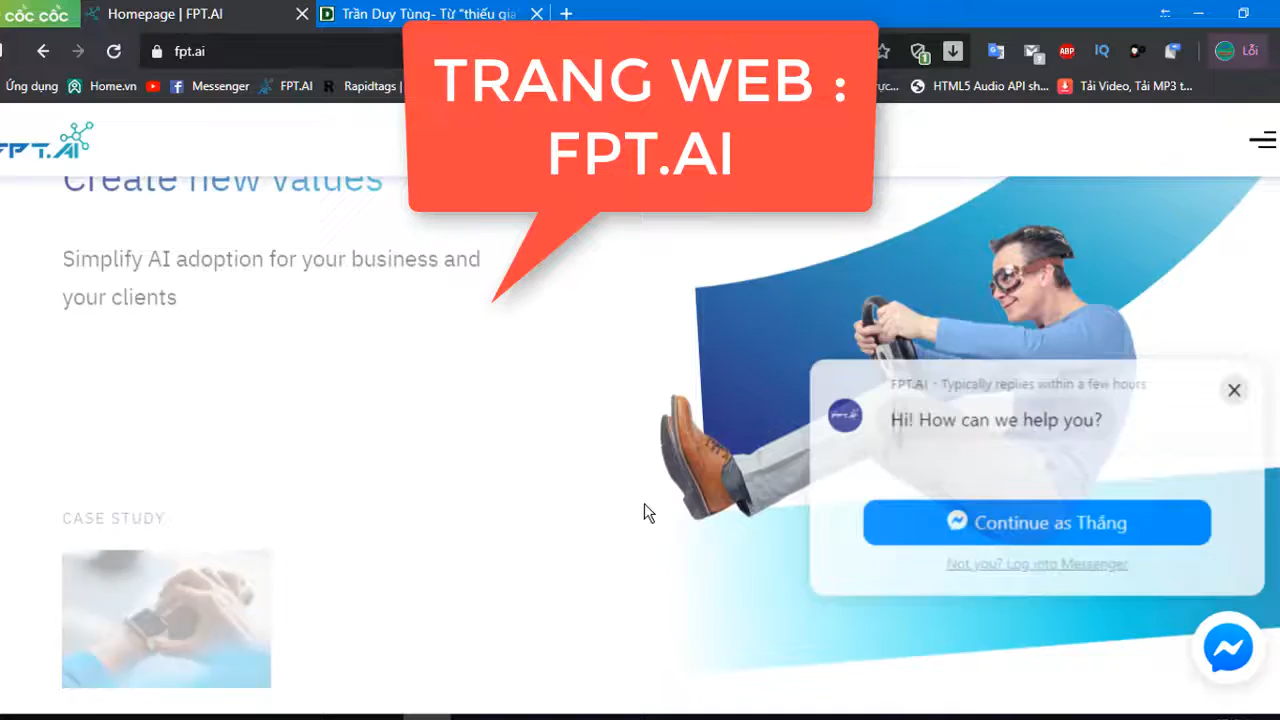 cốc cốc
Homepage | FPT.AI
Trần Duy Tùng- Từ "thiếu gia
TRANG WEB :
FPT.AI
fpt.ai
1
?
ABP
IQ
Lỗi
Ứng dụng
Home.vn
Messenger
FPT.AI
Rapidtags |
HTML5 Audio API sh...
Tải Video, Tải MP3 t...
FPT.AI
Create new values
Simplify AI adoption for your business and
your clients
FPT.AI - Typically replies within a few hours
Hi! How can we help you?
Continue as Thắng
Not you? Log into Messenger
CASE STUDY